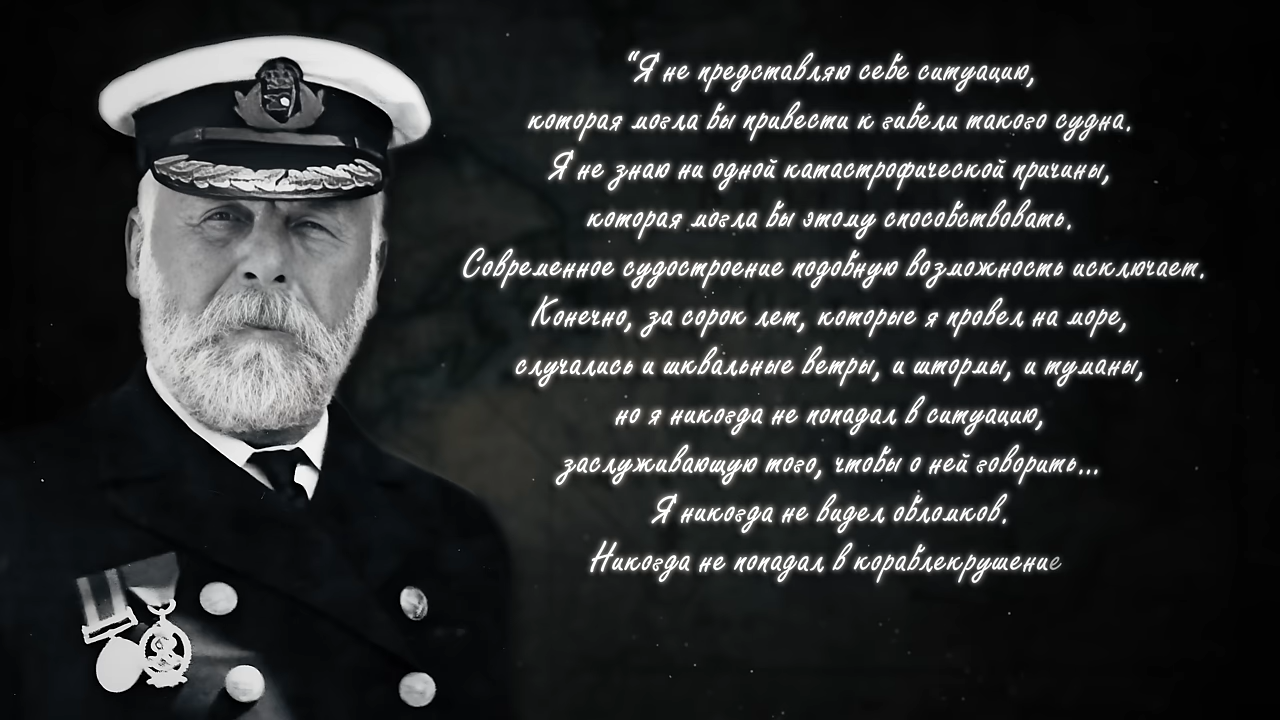 "Я не представляю себе ситуацию,
которая могла бы привести к гибели такого судна.
Я не знаю ни одной катастрофической причины,
которая могла бы этому способствовать.
Современное судостроение подобную возможность исключает.
Конечно, за сорок лет, которые я провел на море,
случались и шквальные ветры, и штормы, и туманы,
но я никогда не попадал в ситуацию,
заслуживающую того, чтобы о ней говорить...
Я никогда не видел обломков.
Никогда не попадал в кораблекрушение